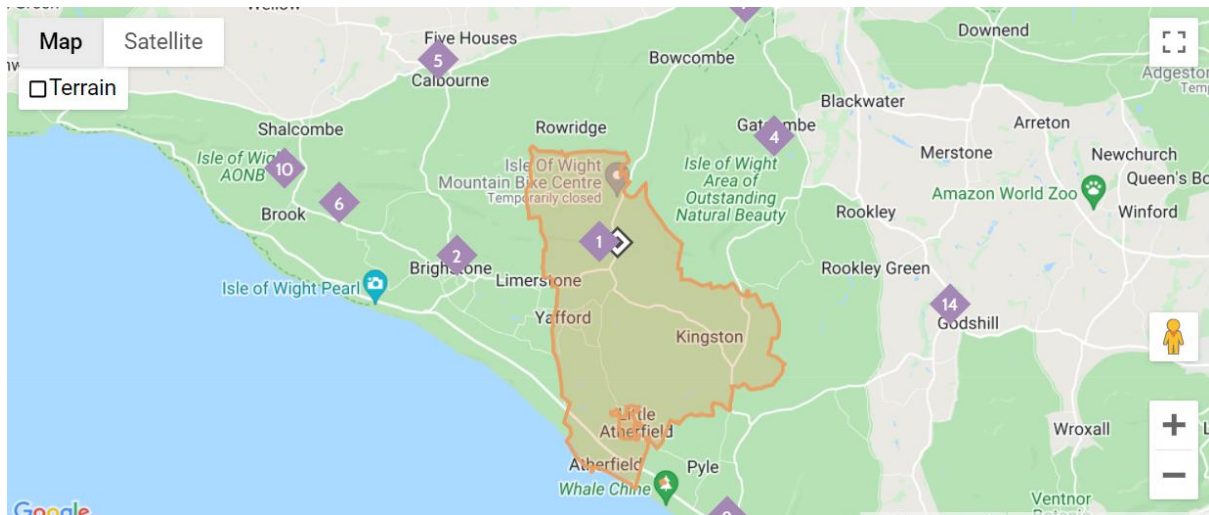 Map
Satellite
Terrain
Five Houses
5
Calbourne
Bowcombe
Downend
Adgeston
Blackwater
Shalcombe
Rowridge
Gatcombe
4
Arreton
Isle of Wight
AONB
10
Isle Of Wight
Mountain Bike Centre
Temporarily closed
Isle of Wight
Area of
Outstanding
Natural Beauty
Merstone
Newchurch
Queen's Bo
Amazon World Zoo
6
Brook
Rookley
Winford
1
2
Brighstone
Limerstone
Rookley Green
Isle of Wight Pearl
14
Godshill
Yafford
Kingston
Little
Atherfield
Wroxall
Atherfield
Pyle
Whale Chine
Ventnor
Google